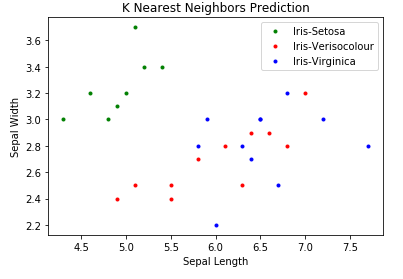 K Nearest Neighbors Prediction
Iris-Setosa
Iris-Verisocolour
Iris-Virginica
Sepal Width
3.6
3.4
3.2
3.0
2.8
2.6
2.4
2.2
4.5 5.0 5.5 6.0 6.5 7.0 7.5
Sepal Length